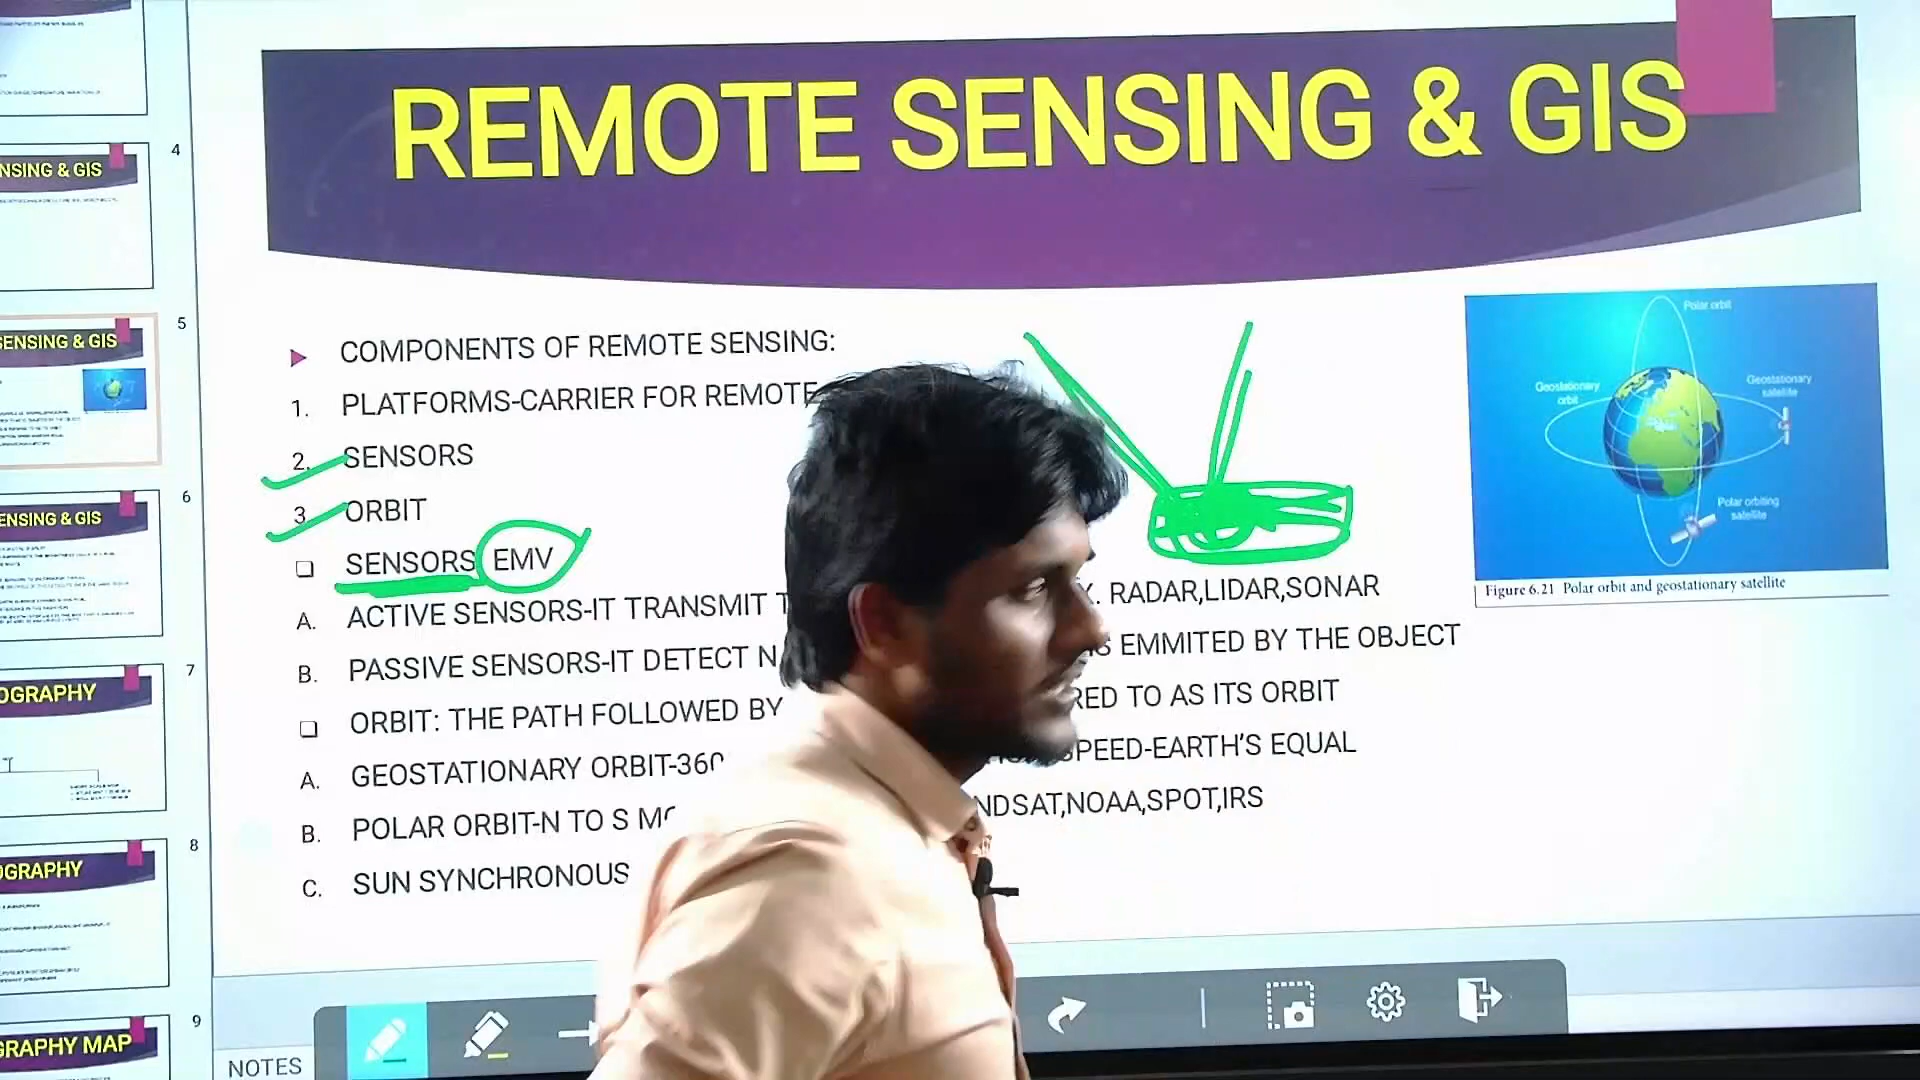 REMOTE SENSING & GIS
COMPONENTS OF REMOTE SENSING:
1. PLATFORMS-CARRIER FOR REMOTE
2. SENSORS
3 ORBIT
SENSORS EMV
A. ACTIVE SENSORS-IT TRANSMIT RADAR,LIDAR,SONAR
B. PASSIVE SENSORS-IT DETECT EMMITED BY THE OBJECT
ORBIT: THE PATH FOLLOWED BY TO AS ITS ORBIT
A. GEOSTATIONARY ORBIT-360 SPEED-EARTH'S EQUAL
B. POLAR ORBIT-N TO S NDSAT,NOAA,SPOT,IRS
C. SUN SYNCHRONOUS
Polar orbit
Geostationary
orbit
Geostationary
satellite
Polar orbiting
satellite
Figure 6.21 Polar orbit and geostationary satellite
4
NSING & GIS
5
SENSING & GIS
6
ENSING & GIS
7
OGRAPHY
8
OGRAPHY
9
GRAPHY MAP
NOTES